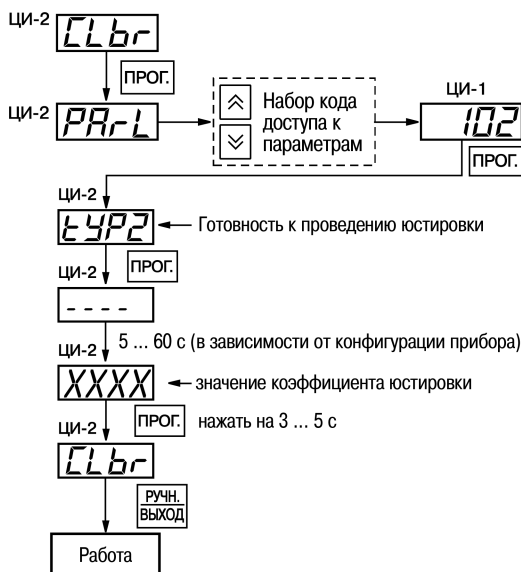 ЦИ-2 CLbr
ПРОГ.
ЦИ-2 PArL
Набор кода
доступа к
параметрам
ЦИ-1
102
ПРОГ.
ЦИ-2
tYP2 Готовность к проведению юстировки
ПРОГ.
ЦИ-2
- - - -
5 ... 60 с (в зависимости от конфигурации прибора)
ЦИ-2
XXXX значение коэффициента юстировки
ПРОГ. нажать на 3 ... 5 с
ЦИ-2
CLbr
РУЧН.
ВЫХОД
Работа